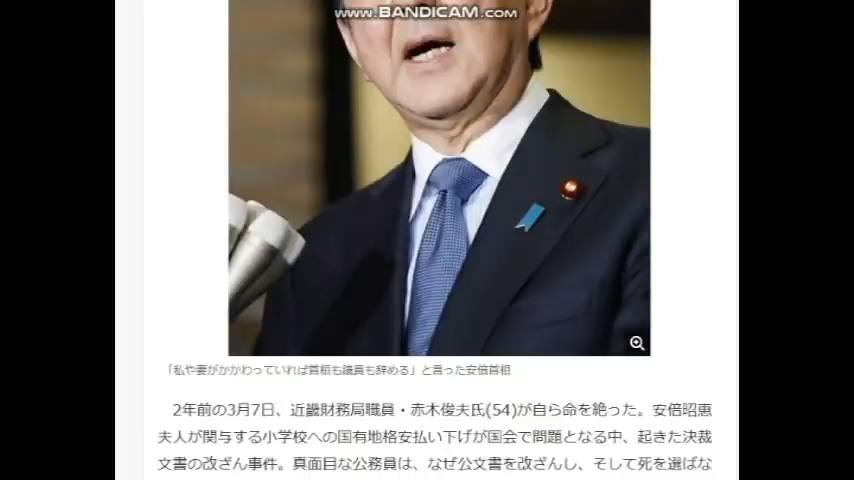 www.BANDICAM.com
「私や妻がかかわっていれば首相も議員も辞める」と言った安倍首相
2年前の3月7日、近畿財務局職員・赤木俊夫氏(54)が自ら命を絶った。安倍昭恵
夫人が関与する小学校への国有地格安払い下げが国会で問題となる中、起きた決裁
文書の改ざん事件。真面目な公務員は、なぜ公文書を改ざんし、そして死を選ばな